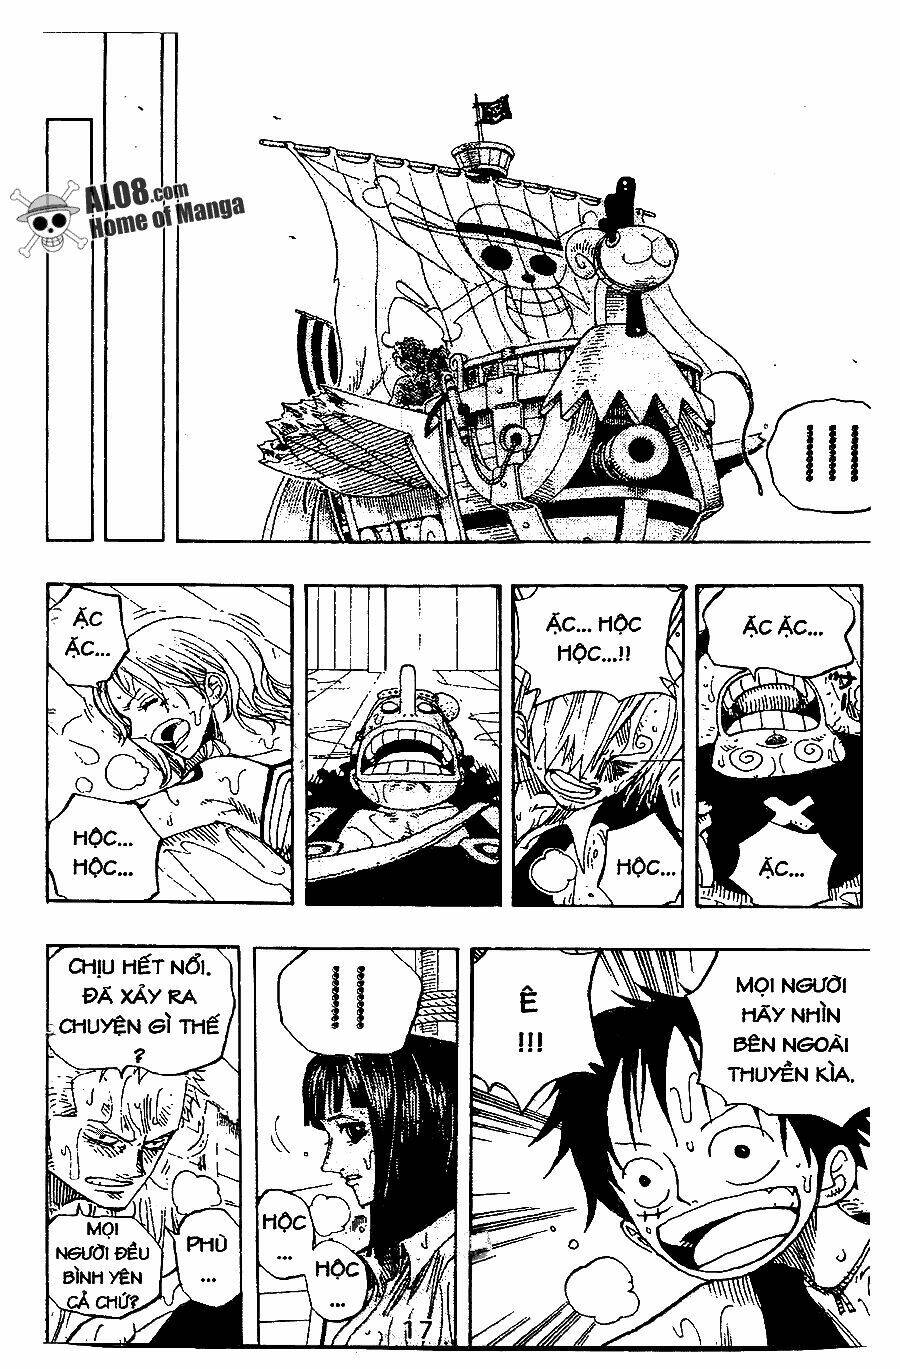 AL08.com
Home of Manga
!!!
ẶC
ẶC...
HỘC...
HỘC...
ẶC... HỘC
HỘC...!!
HỘC...
ẶC ẶC...
ẶC...
CHỊU HẾT NỔI.
ĐÃ XẢY RA
CHUYỆN GÌ THẾ
?
MỌI
NGƯỜI ĐỀU
BÌNH YÊN
CẢ CHỨ?
PHÙ
...
HỘC
...
HỘC
...
Ê
!!!
MỌI NGƯỜI
HÃY NHÌN
BÊN NGOÀI
THUYỀN KÌA.
17